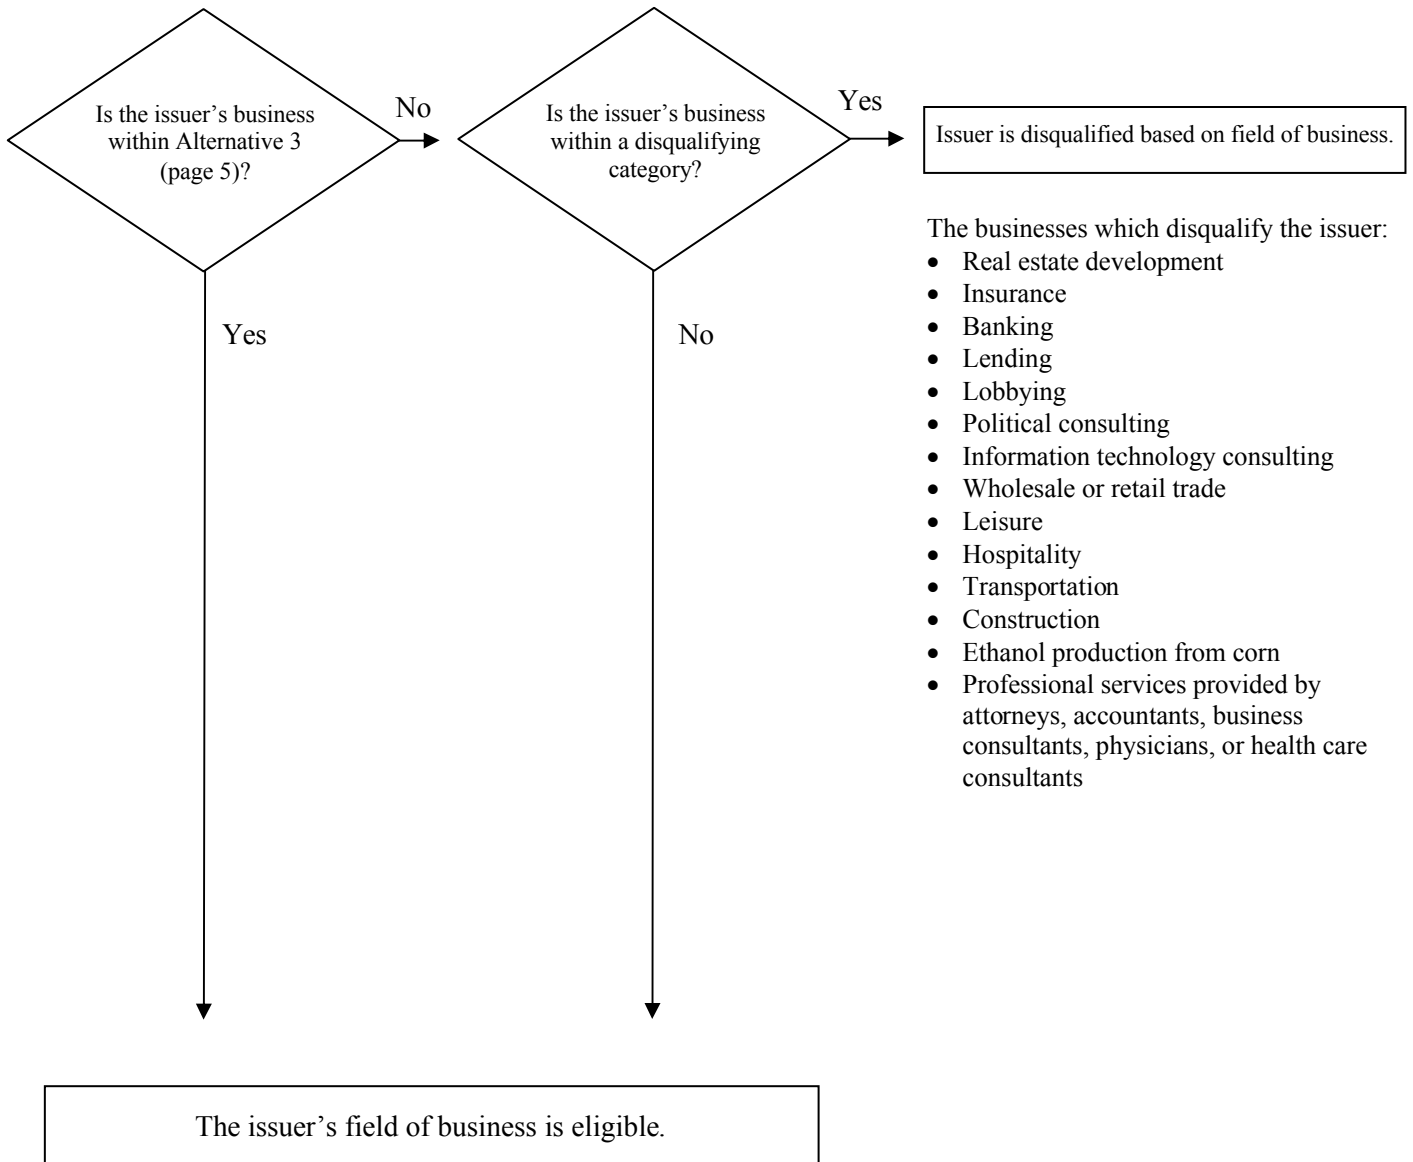 Is the issuer’s business
within Alternative 3
(page 5)?
No
Is the issuer’s business
within a disqualifying
category?
Yes
Issuer is disqualified based on field of business.
The businesses which disqualify the issuer:
• Real estate development
• Insurance
• Banking
• Lending
• Lobbying
• Political consulting
• Information technology consulting
• Wholesale or retail trade
• Leisure
• Hospitality
• Transportation
• Construction
• Ethanol production from corn
• Professional services provided by
attorneys, accountants, business
consultants, physicians, or health care
consultants
Yes
No
The issuer’s field of business is eligible.